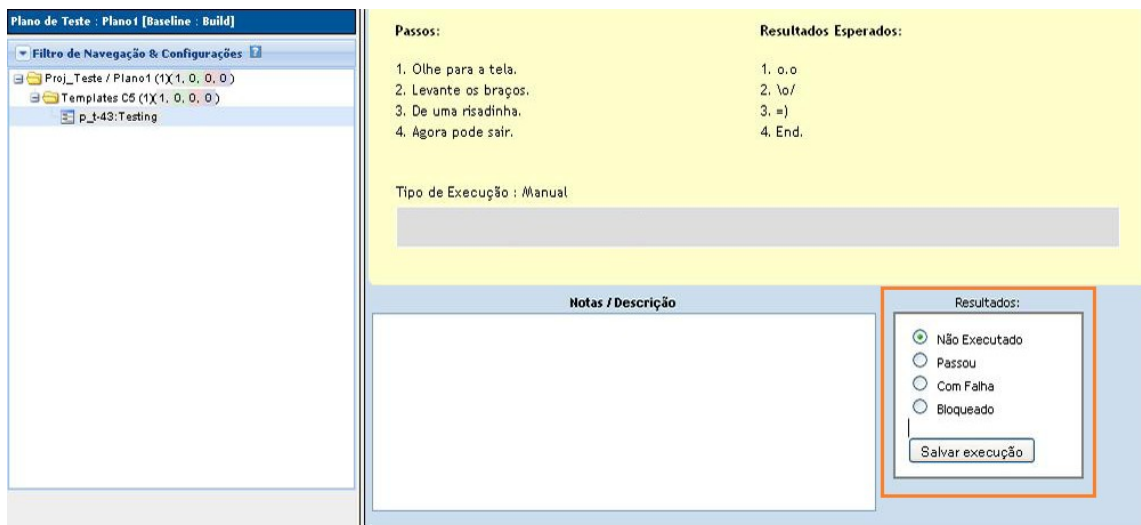 Plano de Teste : Plano1 [Baseline : Build]
Filtro de Navegação & Configurações ?
Proj_Teste / Plano1 (1)(1, 0, 0, 0)
Templates C5 (1)(1, 0, 0, 0)
p_t-43:Testing
Passos:
Resultados Esperados:
1. Olhe para a tela.
1. o.o
2. Levante os braços.
2. \o/
3. De uma risadinha.
3. =)
4. Agora pode sair.
4. End.
Tipo de Execução : Manual
Notas / Descrição
Resultados:
Não Executado
Passou
Com Falha
Bloqueado
Salvar execução